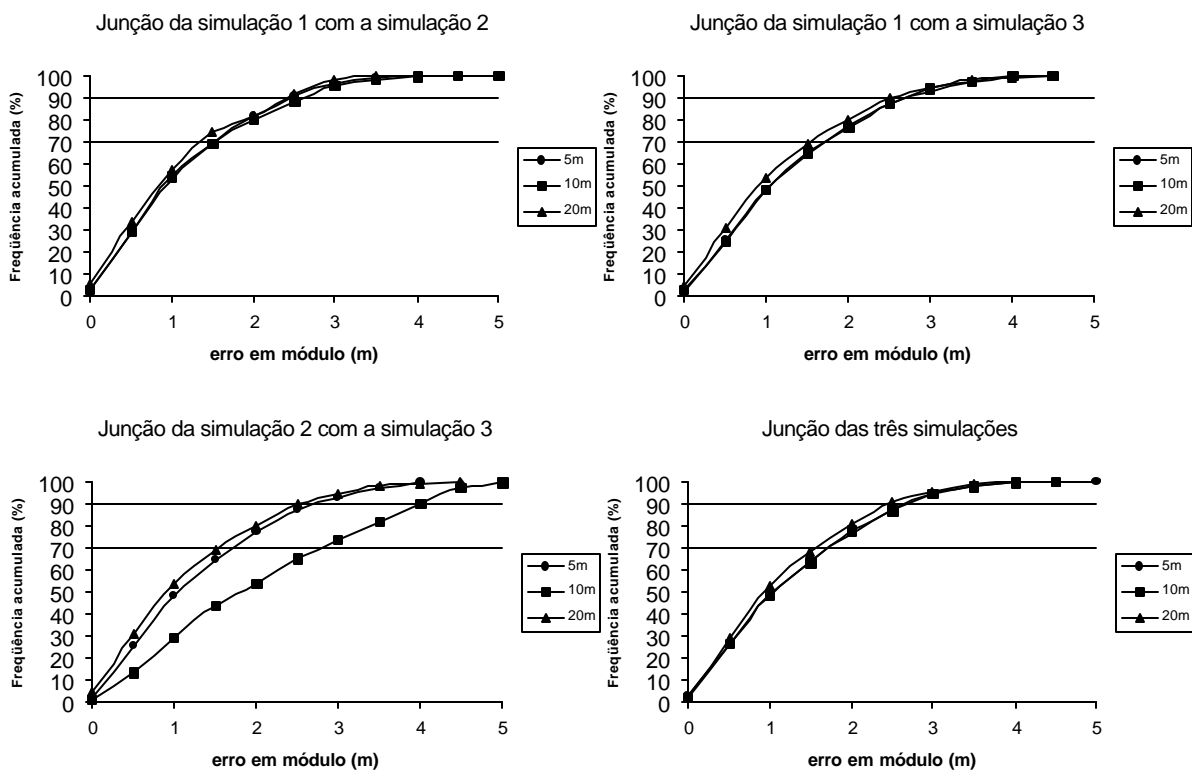 Junção da simulação 1 com a simulação 2
Freqüência acumulada (%)
100
90
80
70
60
50
40
30
20
10
0
0 1 2 3 4 5
erro em módulo (m)
5m
10m
20m
Junção da simulação 1 com a simulação 3
Freqüência acumulada (%)
100
90
80
70
60
50
40
30
20
10
0
0 1 2 3 4 5
erro em módulo (m)
5m
10m
20m
Junção da simulação 2 com a simulação 3
Freqüência acumulada (%)
100
90
80
70
60
50
40
30
20
10
0
0 1 2 3 4 5
erro em módulo (m)
5m
10m
20m
Junção das três simulações
Freqüência acumulada (%)
100
90
80
70
60
50
40
30
20
10
0
0 1 2 3 4 5
erro em módulo (m)
5m
10m
20m